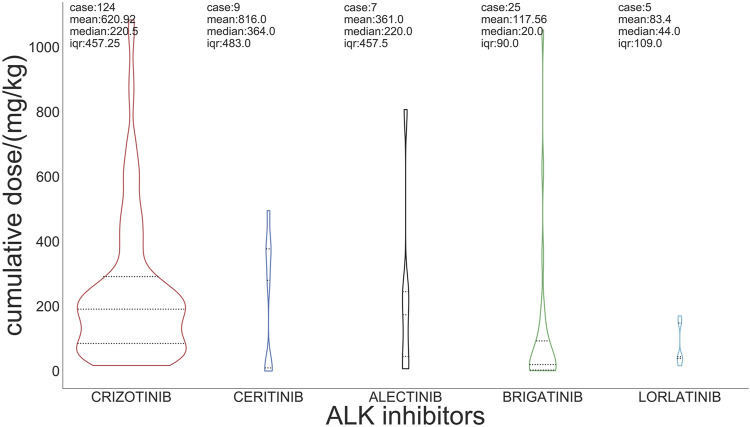 case:124
mean:620.92
median:220.5
iqr:457.25
case:9
mean:816.0
median:364.0
iqr:483.0
case:7
mean:361.0
median:220.0
iqr:457.5
case:25
mean:117.56
median:20.0
iqr:90.0
case:5
mean:83.4
median:44.0
iqr:109.0
cumulative dose/(mg/kg)
1000
800
600
400
200
0
CRIZOTINIB
CERITINIB
ALECTINIB
BRIGATINIB
LORLATINIB
ALK inhibitors